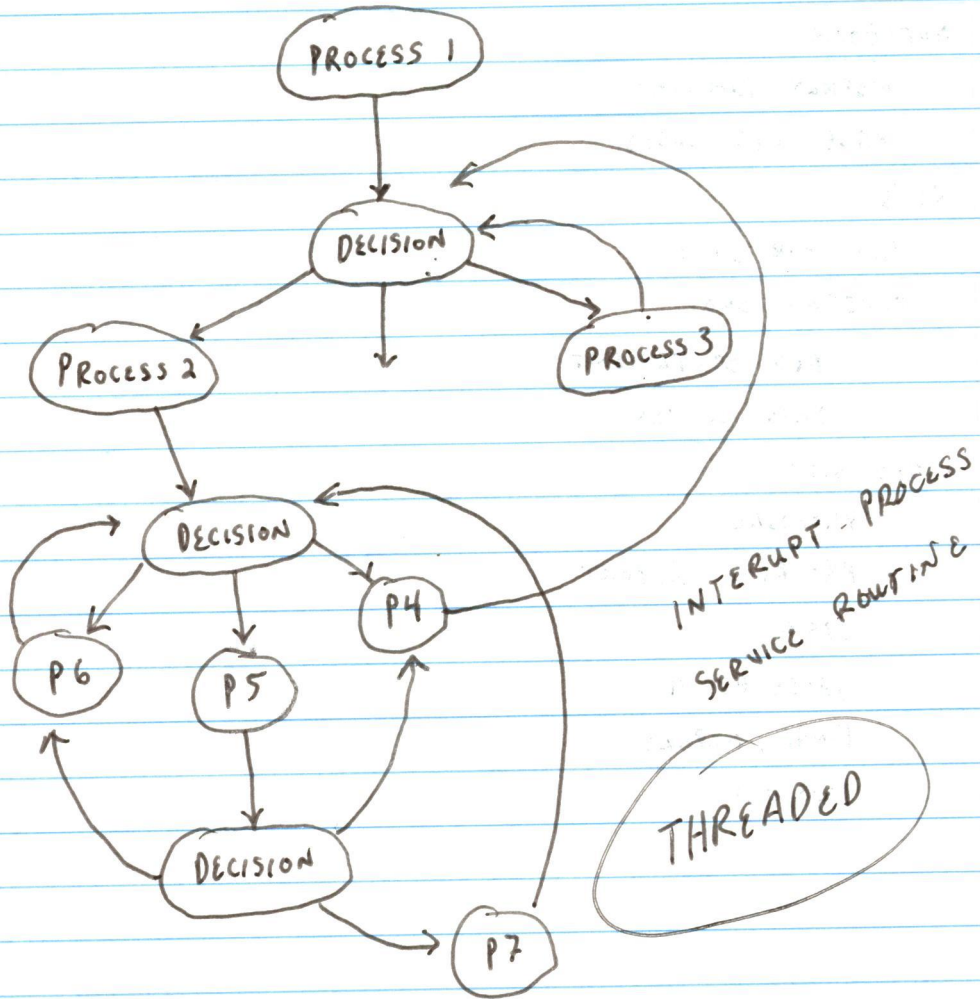 PROCESS 1
DECISION
PROCESS 2
PROCESS 3
DECISION
P4
P6
P5
INTERUPT PROCESS
SERVICE ROUTINE
THREADED
DECISION
P7